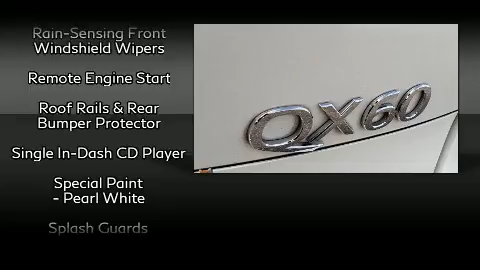 Rain-Sensing Front
Windshield Wipers
Remote Engine Start
Roof Rails & Rear
Bumper Protector
Single In-Dash CD Player
Special Paint
- Pearl White
Splash Guards
QX60